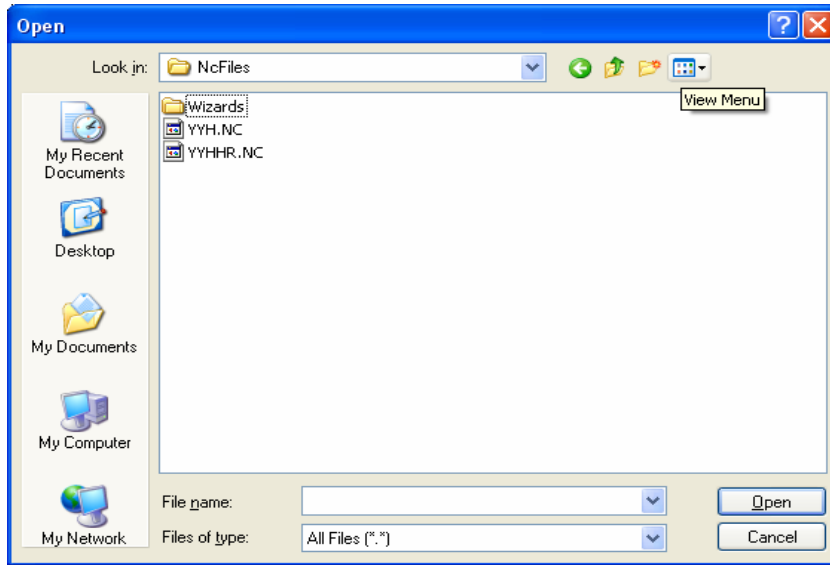 Open
Look in: NcFiles
View Menu
Wizards
YYH.NC
YYHHR.NC
My Recent
Documents
Desktop
My Documents
My Computer
My Network
File name: Open
Files of type: All Files (*.*) Cancel